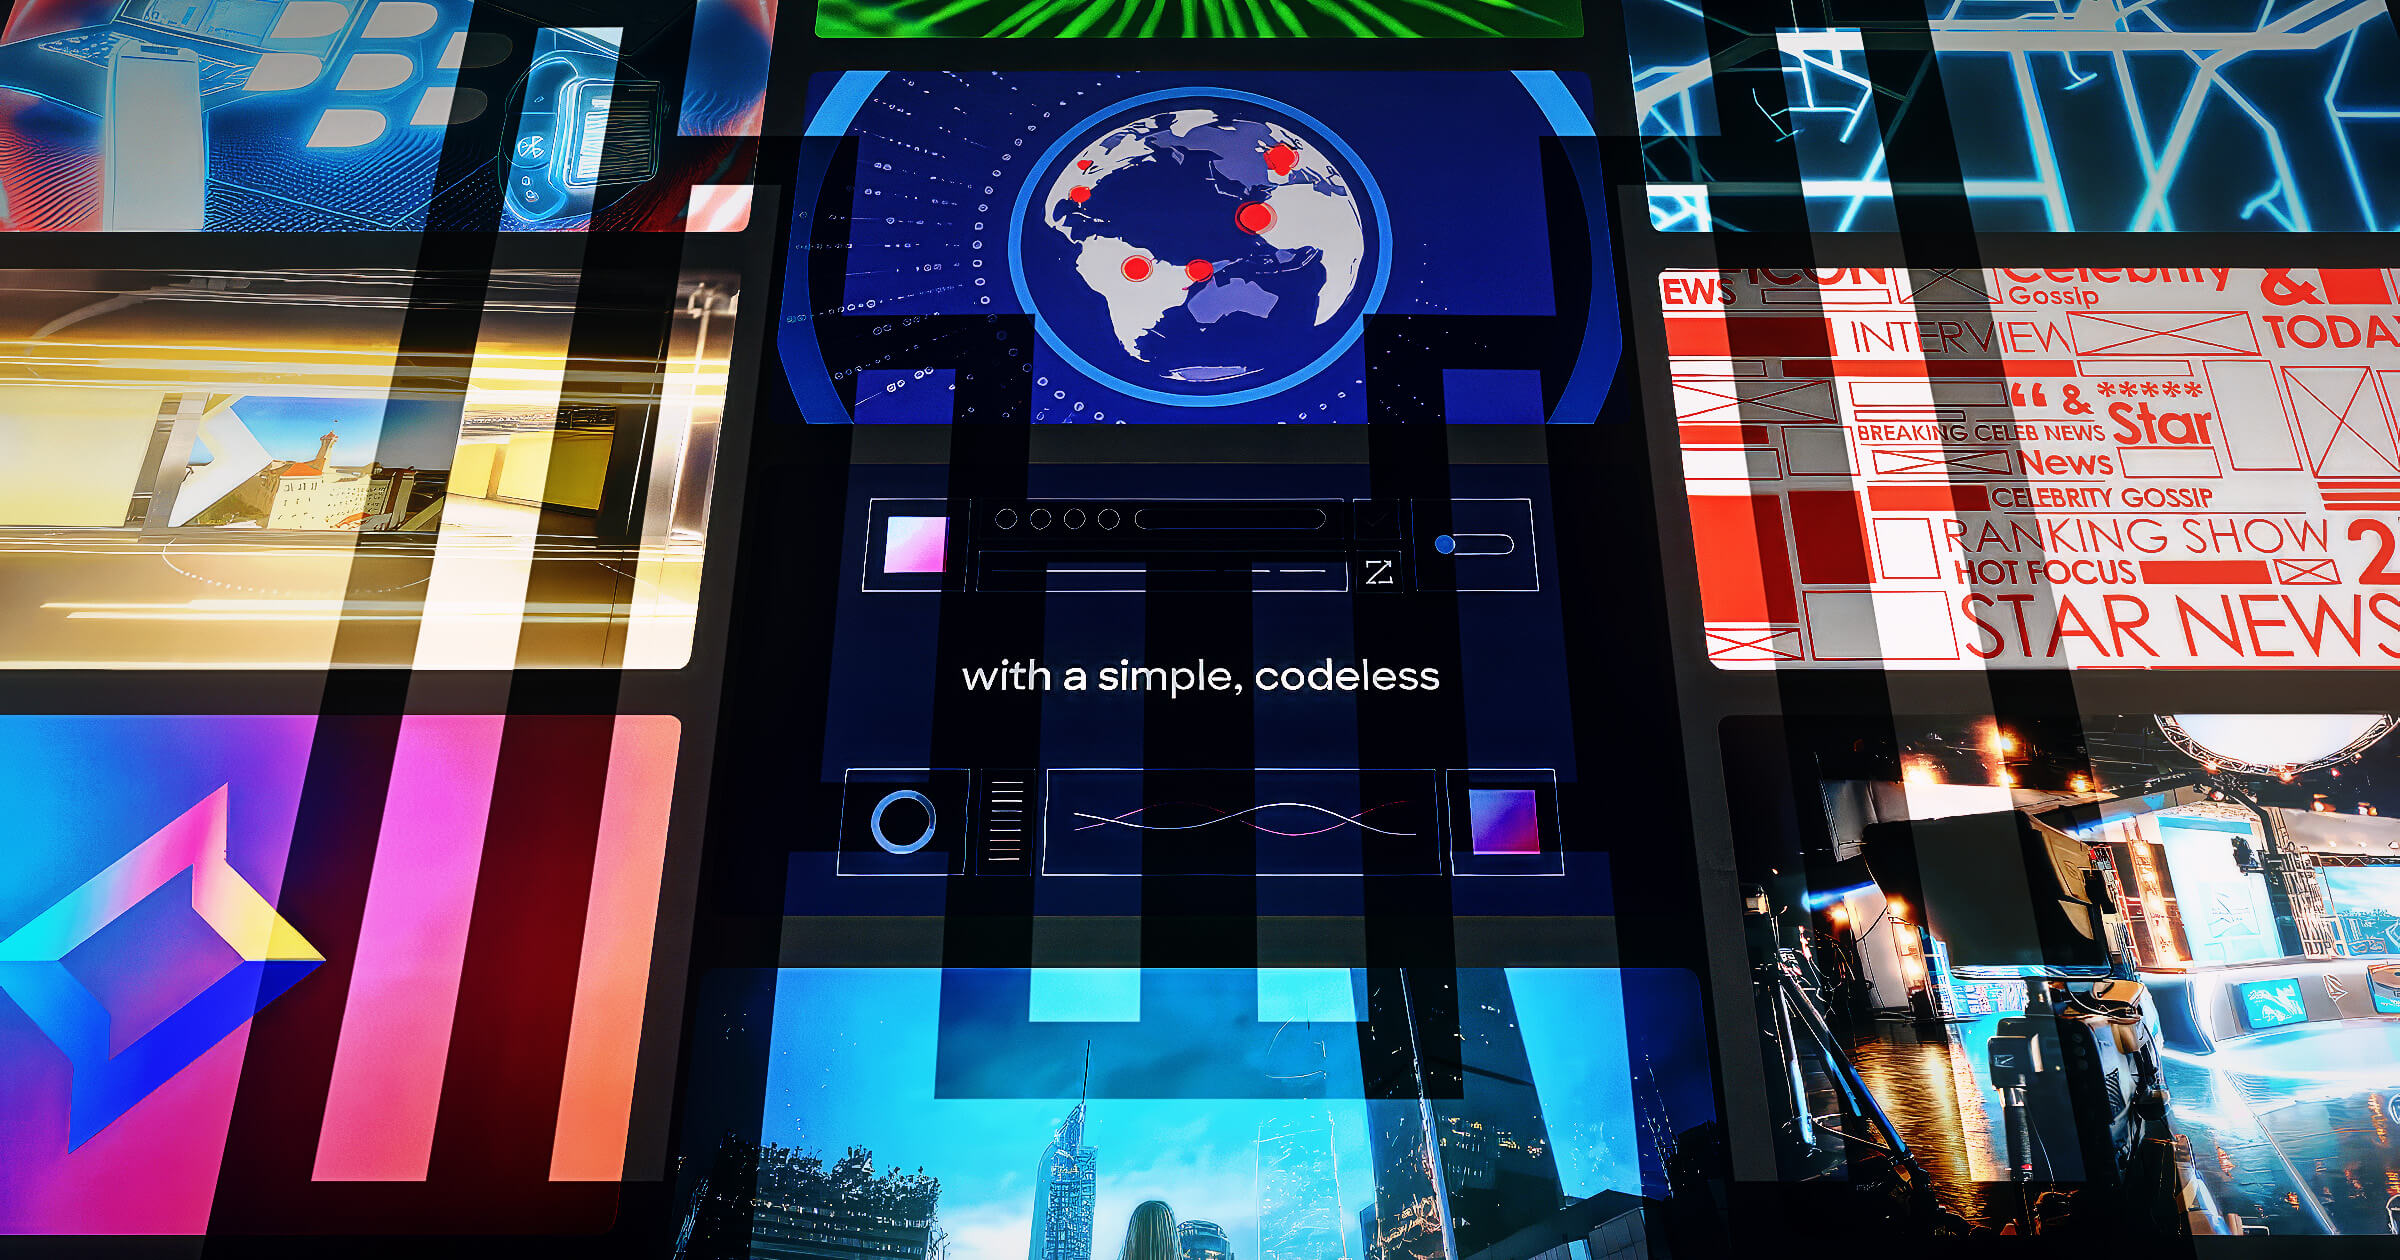 with a simple, codeless
EWS ICON Celebrity &
Gossip
INTERVIEW TODA
“ & *****
Star
BREAKING CELEB NEWS
News
CELEBRITY GOSSIP
RANKING SHOW 2
HOT FOCUS
STAR NEWS